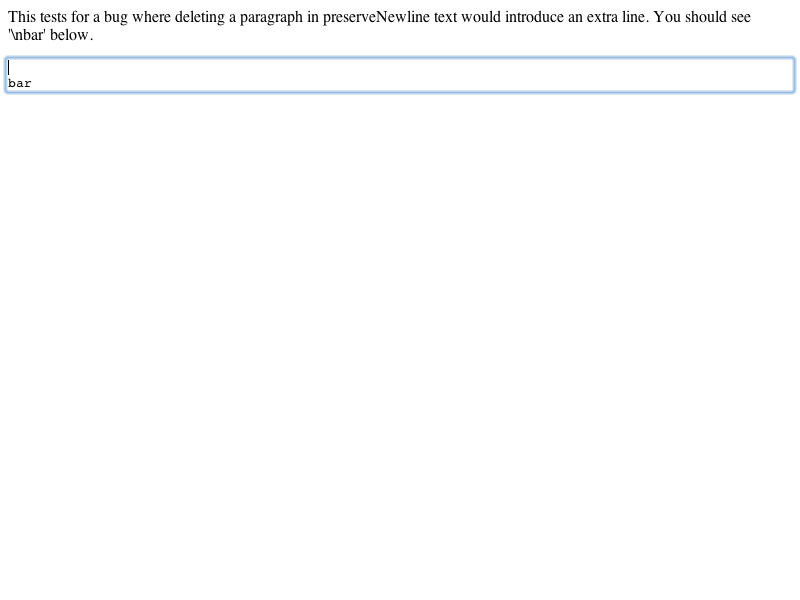 This tests for a bug where deleting a paragraph in preserveNewline text would introduce an extra line. You should see
'\nbar' below.
bar